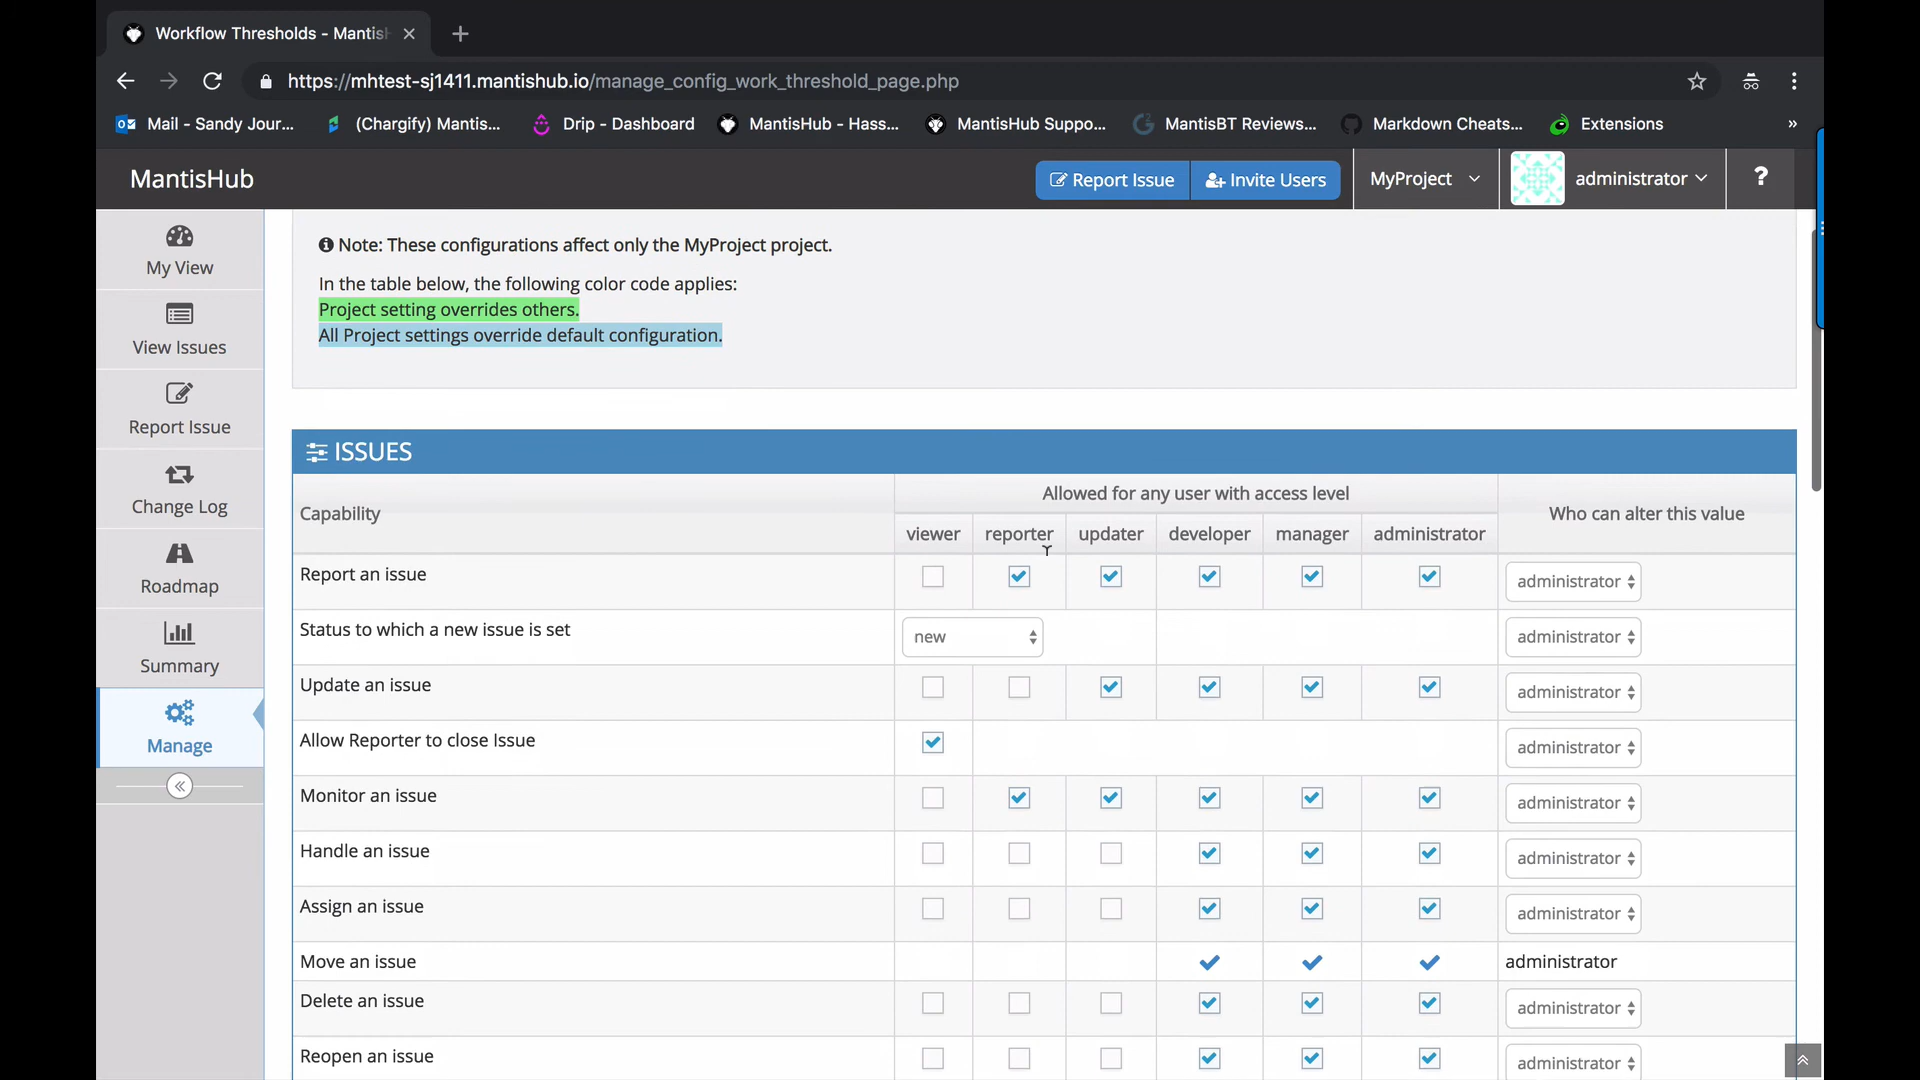 Workflow Thresholds - Mantis
https://mhtest-sj1411.mantishub.io/manage_config_work_threshold_page.php
Mail - Sandy Jour... (Chargify) Mantis... Drip - Dashboard MantisHub - Hass... MantisHub Suppo... MantisBT Reviews... Markdown Cheats... Extensions »
MantisHub Report Issue Invite Users MyProject administrator ?
My View
View Issues
Report Issue
Change Log
Roadmap
Summary
Manage
Note: These configurations affect only the MyProject project.
In the table below, the following color code applies:
Project setting overrides others.
All Project settings override default configuration.
ISSUES
Capability Allowed for any user with access level Who can alter this value
viewer reporter updater developer manager administrator
Report an issue administrator
Status to which a new issue is set new administrator
Update an issue administrator
Allow Reporter to close Issue administrator
Monitor an issue administrator
Handle an issue administrator
Assign an issue administrator
Move an issue administrator
Delete an issue administrator
Reopen an issue administrator